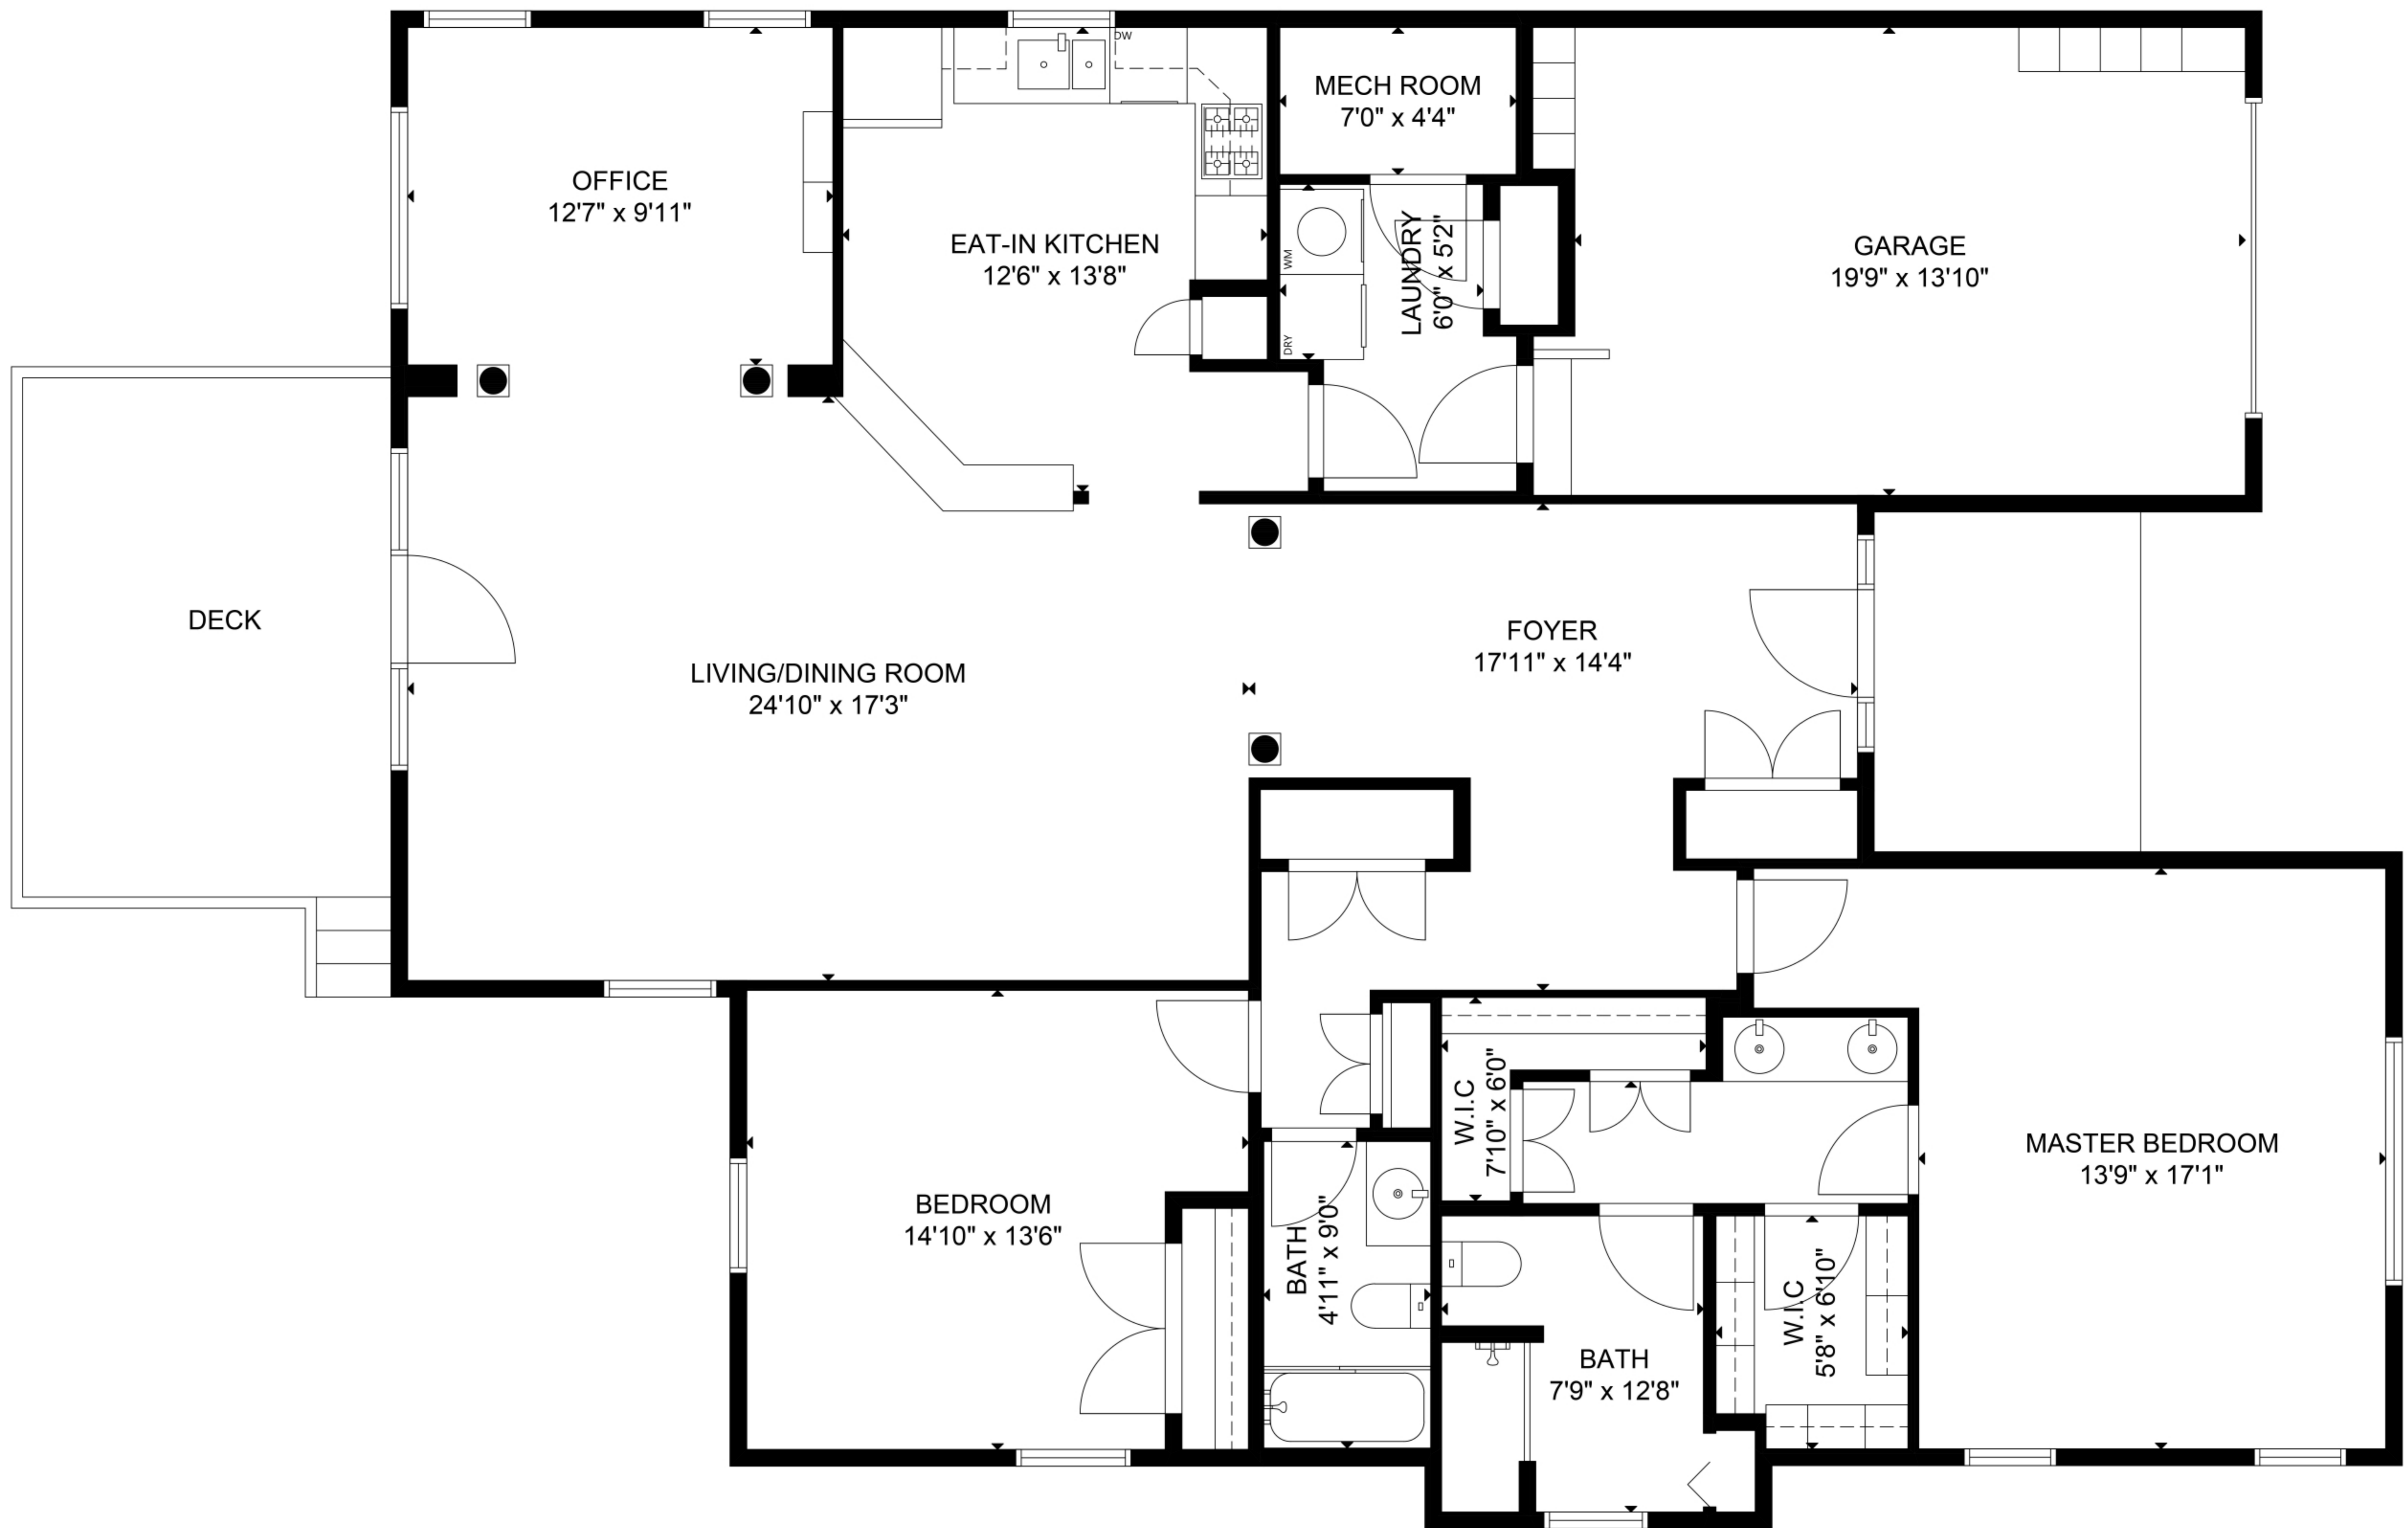 DW
MECH ROOM
7'0" x 4'4"
OFFICE
12'7" x 9'11"
EAT-IN KITCHEN
12'6" x 13'8"
WM
DRY
LAUNDRY
6'0" x 5'2"
GARAGE
19'9" x 13'10"
DECK
LIVING/DINING ROOM
24'10" x 17'3"
FOYER
17'11" x 14'4"
W.I.C
7'10" x 6'0"
MASTER BEDROOM
13'9" x 17'1"
BEDROOM
14'10" x 13'6"
BATH
4'11" x 9'0"
W.I.C
5'8" x 6'10"
BATH
7'9" x 12'8"